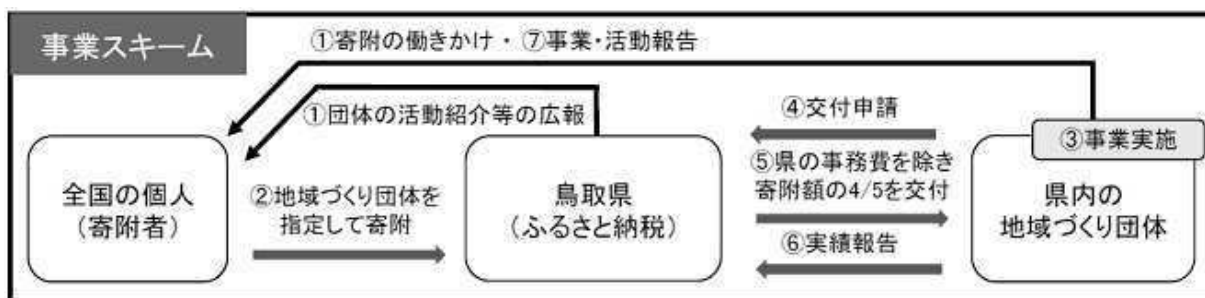 事業スキーム
①寄附の働きかけ・⑦事業・活動報告
①団体の活動紹介等の広報
④交付申請
③事業実施
全国の個人
（寄附者）
②地域づくり団体を
指定して寄附
鳥取県
（ふるさと納税）
⑤県の事務費を除き
寄附額の4/5を交付
⑥実績報告
県内の
地域づくり団体